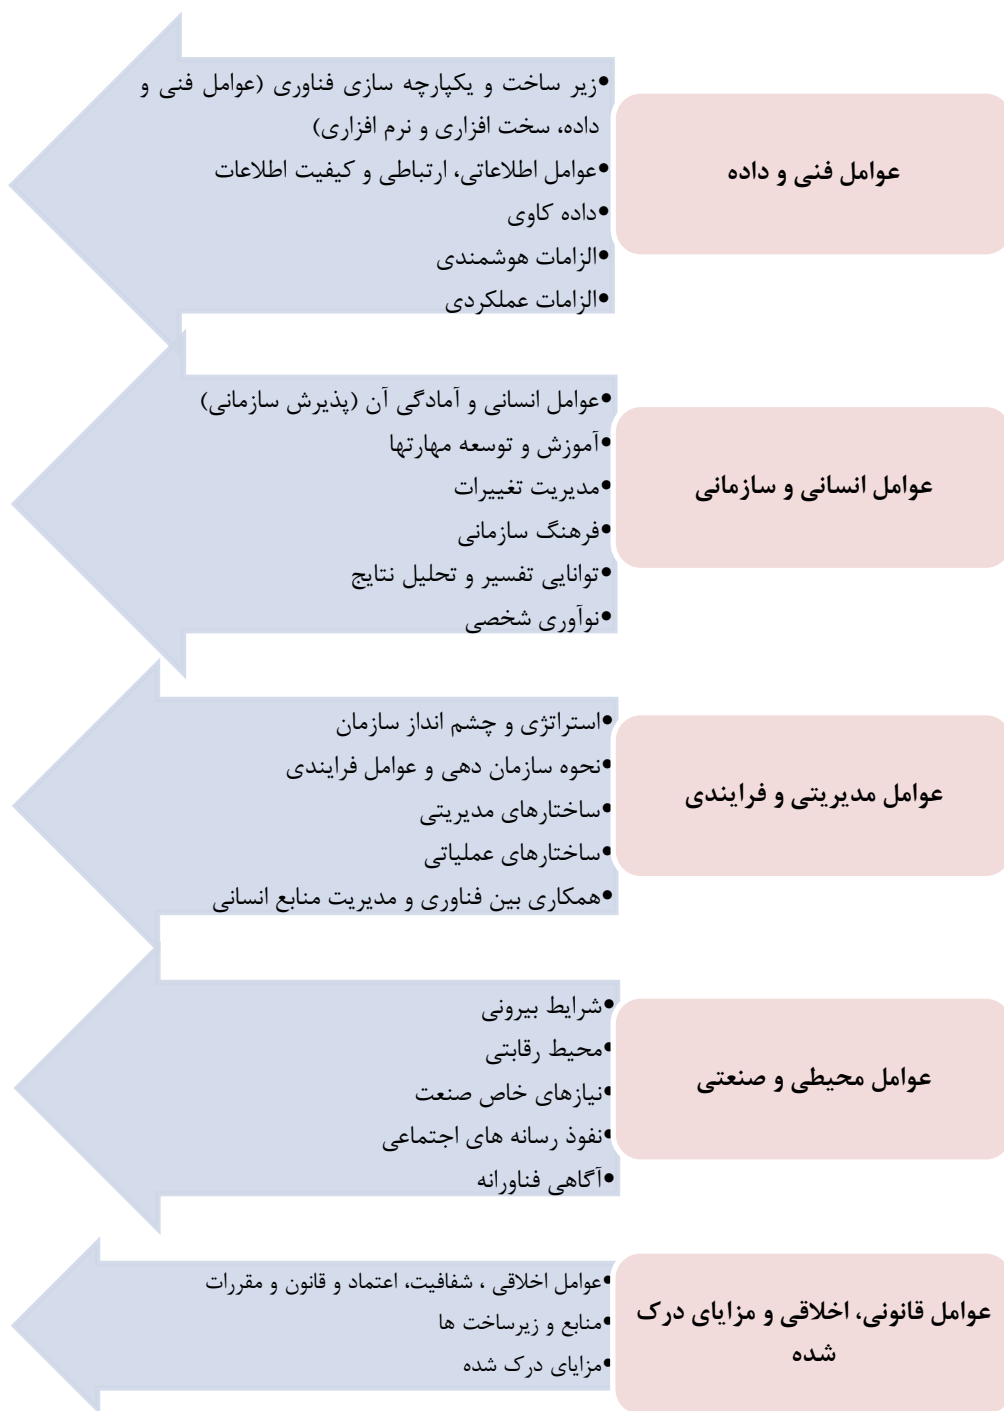 عوامل فنی و داده
•زیر ساخت و یکپارچه سازی فناوری (عوامل فنی و
داده، سخت افزاری و نرم افزاری)
•عوامل اطلاعاتی، ارتباطی و کیفیت اطلاعات
•داده کاوی
•الزامات هوشمندی
•الزامات عملکردی
عوامل انسانی و سازمانی
•عوامل انسانی و آمادگی آن (پذیرش سازمانی)
•آموزش و توسعه مهارتها
•مدیریت تغییرات
•فرهنگ سازمانی
•توانایی تفسیر و تحلیل نتایج
•نوآوری شخصی
عوامل مدیریتی و فرایندی
•استراتژی و چشم انداز سازمان
•نحوه سازمان دهی و عوامل فرایندی
•ساختارهای مدیریتی
•ساختارهای عملیاتی
•همکاری بین فناوری و مدیریت منابع انسانی
عوامل محیطی و صنعتی
•شرایط بیرونی
•محیط رقابتی
•نیازهای خاص صنعت
•نفوذ رسانه های اجتماعی
•آگاهی فناورانه
عوامل قانونی، اخلاقی و مزایای درک
شده
•عوامل اخلاقی ، شفافیت، اعتماد و قانون و مقررات
•منابع و زیرساخت ها
•مزایای درک شده